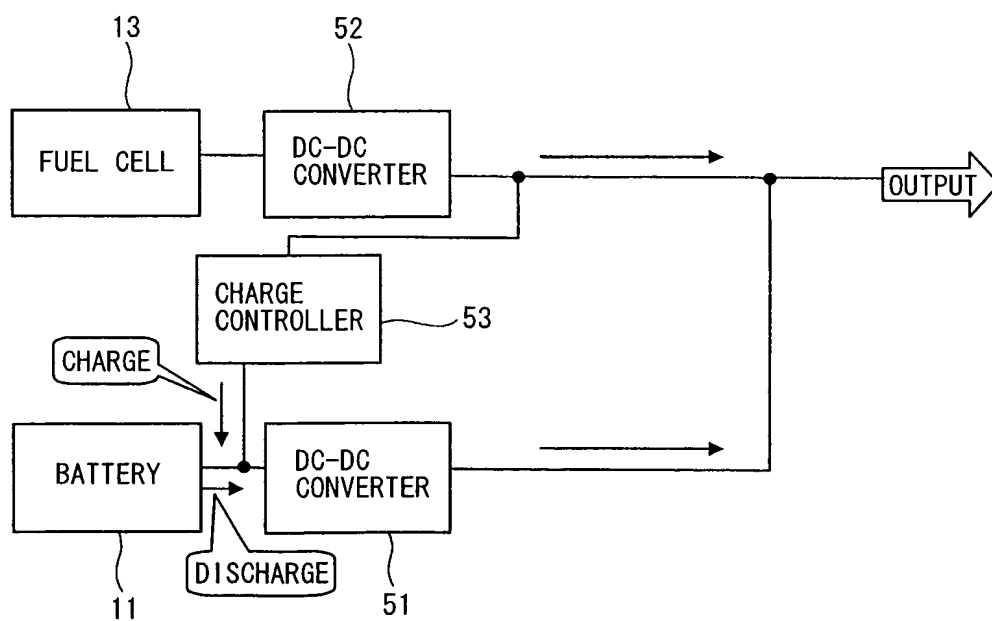 13
52
FUEL CELL
DC-DC
CONVERTER
OUTPUT
CHARGE
CONTROLLER
53
CHARGE
BATTERY
DC-DC
CONVERTER
DISCHARGE
11
51